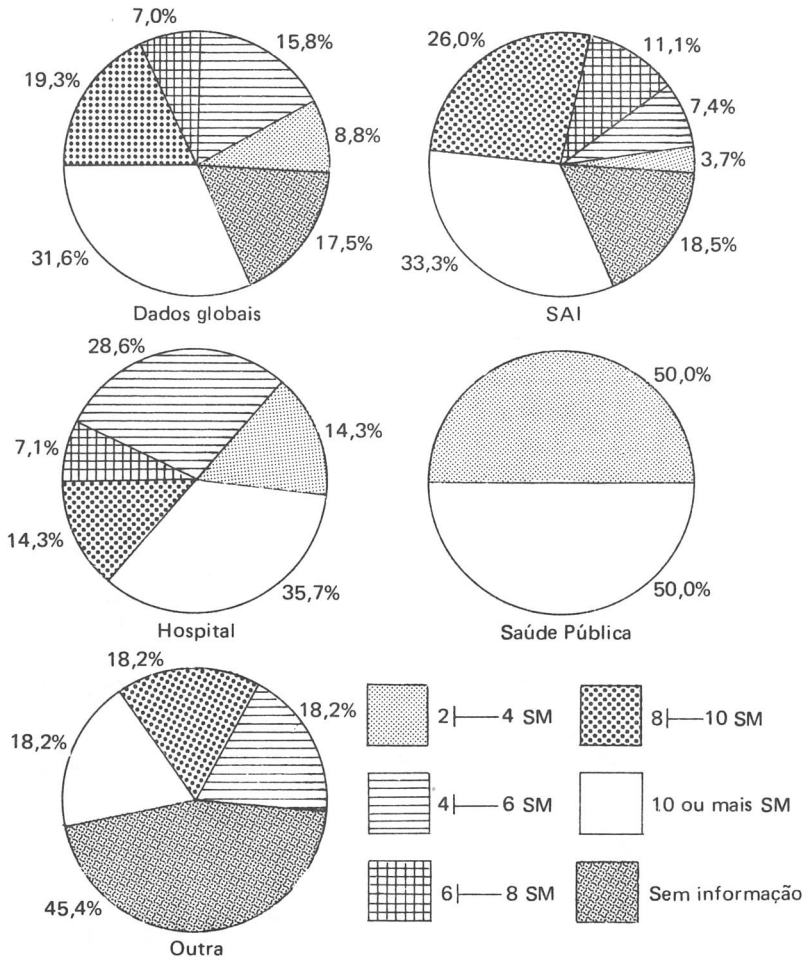 7,0%
15,8%
19,3%
8,8%
31,6%
17,5%
Dados globais
26,0%
11,1%
7,4%
3,7%
33,3%
18,5%
SAI
28,6%
14,3%
7,1%
14,3%
35,7%
Hospital
50,0%
50,0%
Saúde Pública
18,2%
18,2%
18,2%
45,4%
Outra
2 4 SM
8 10 SM
4 6 SM
10 ou mais SM
6 8 SM
Sem informação